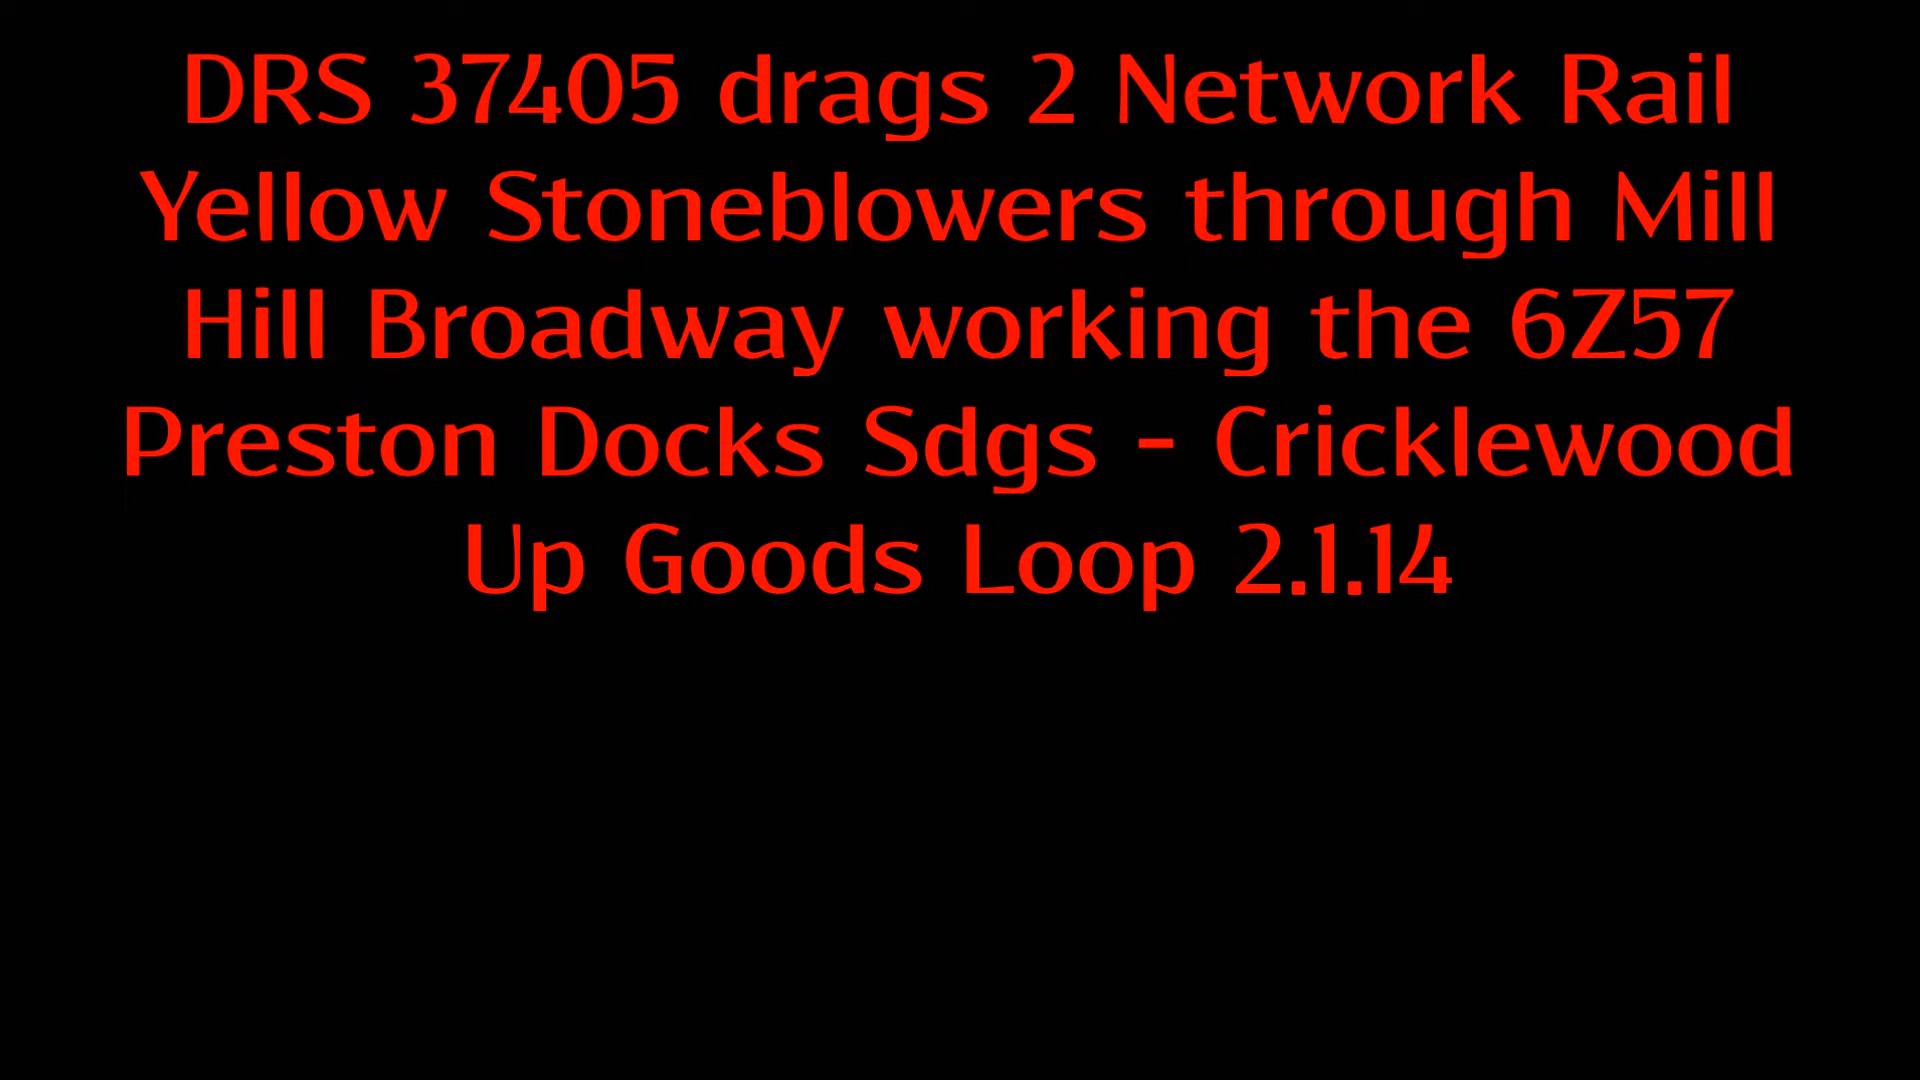 DRS 37405 drags 2 Network Rail
Yellow Stoneblowers through Mill
Hill Broadway working the 6Z57
Preston Docks Sdgs - Cricklewood
Up Goods Loop 2.1.14